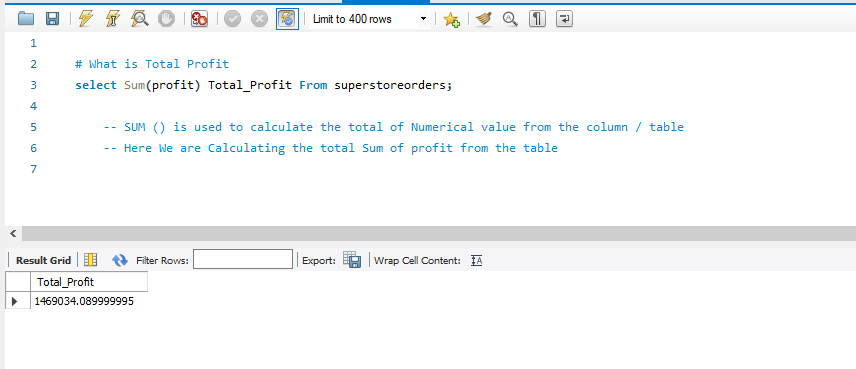 Limit to 400 rows
1
2 # What is Total Profit
3 select Sum(profit) Total_Profit From superstoreorders;
4
5 -- SUM () is used to calculate the total of Numerical value from the column / table
6 -- Here We are Calculating the total Sum of profit from the table
7
Result Grid Filter Rows: Export: Wrap Cell Content:
Total_Profit
1469034.089999995